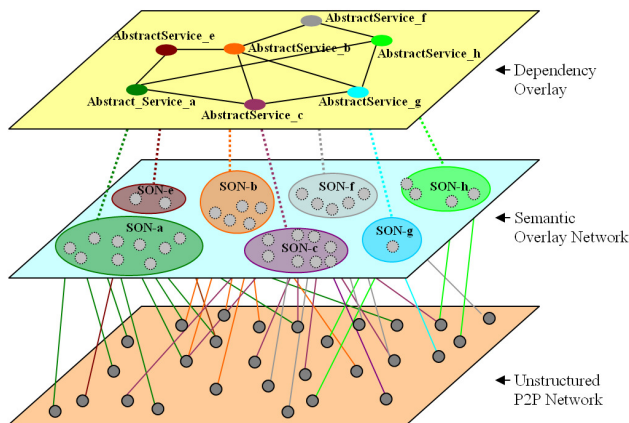 AbstractService_f
AbstractService_e
AbstractService_b
AbstractService_h
Dependency
Overlay
Abstract_Service_a
AbstractService_g
AbstractService_c
SON-e
SON-b
SON-f
SON-h
SON-a
SON-g
SON-c
Semantic
Overlay Network
Unstructured
P2P Network